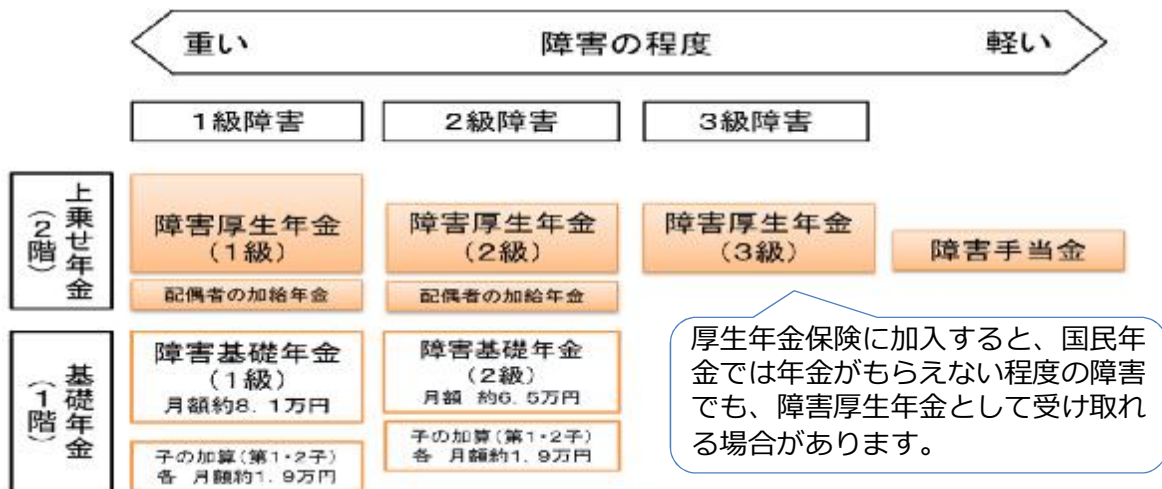 重い 障害の程度 軽い
1級障害 2級障害 3級障害
上乗せ年金
（2階）
障害厚生年金
（1級）
障害厚生年金
（2級）
障害厚生年金
（3級）
障害手当金
配偶者の加給年金
配偶者の加給年金
基礎年金
（1階）
障害基礎年金
（1級）
月額約8．1万円
障害基礎年金
（2級）
月額 約6．5万円
子の加算（第1・2子）
各 月額約1．9万円
子の加算（第1・2子）
各 月額約1．9万円
厚生年金保険に加入すると、国民年
金では年金がもらえない程度の障害
でも、障害厚生年金として受け取れ
る場合があります。